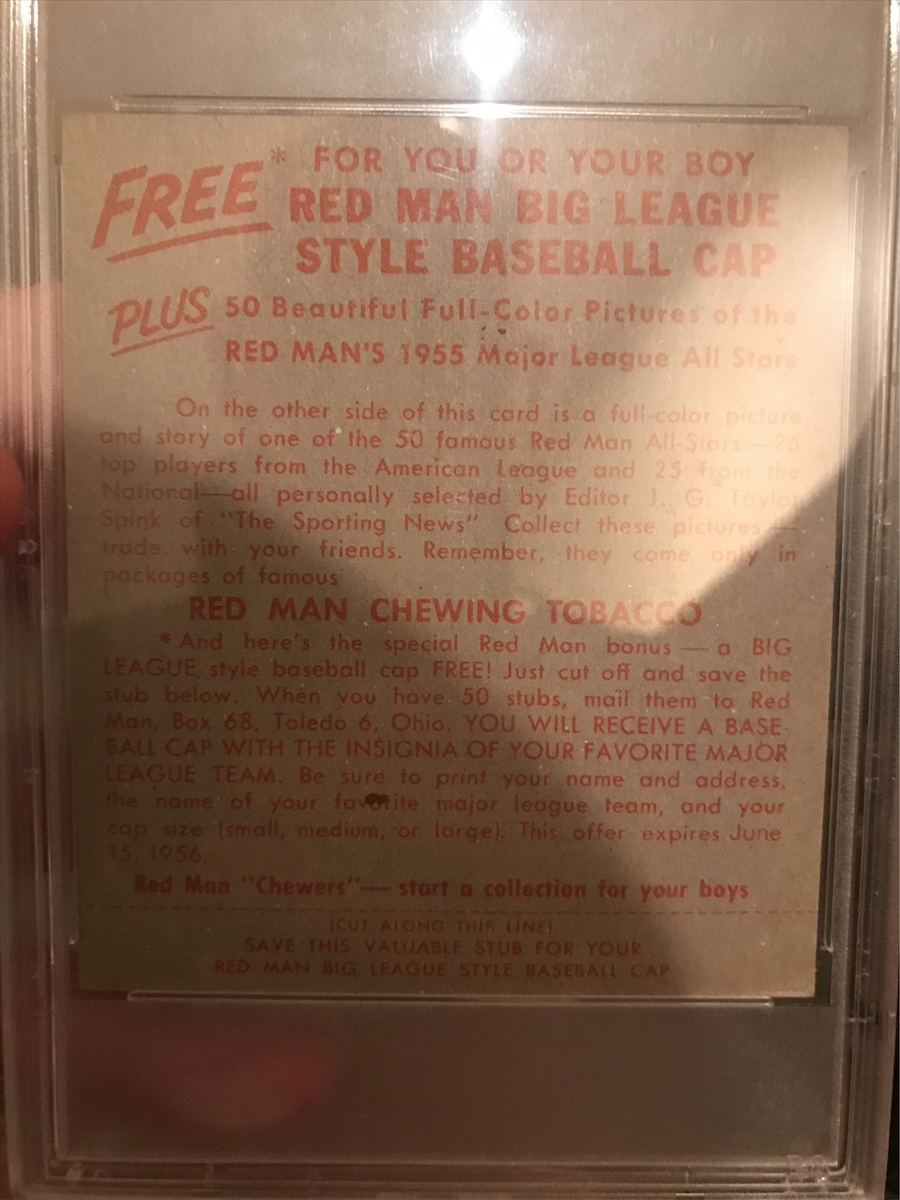 FREE* FOR YOU OR YOUR BOY
RED MAN BIG LEAGUE
STYLE BASEBALL CAP
PLUS 50 Beautiful Full-Color Pictures of the
RED MAN'S 1955 Major League All Stars
On the other side of this card is a full-color picture
and story of one of the 50 famous Red Man All-Stars—25
top players from the American League and 25 from the
National—all personally selected by Editor J. G. Taylor
Spink of "The Sporting News" Collect these pictures—
trade with your friends. Remember, they come only in
packages of famous
RED MAN CHEWING TOBACCO
*And here's the special Red Man bonus—a BIG
LEAGUE style baseball cap FREE! Just cut off and save the
stub below. When you have 50 stubs, mail them to Red
Man, Box 68, Toledo 6, Ohio. YOU WILL RECEIVE A BASE-
BALL CAP WITH THE INSIGNIA OF YOUR FAVORITE MAJOR
LEAGUE TEAM. Be sure to print your name and address,
the name of your favorite major league team, and your
cap size (small, medium, or large). This offer expires June
15, 1956.
Red Man "Chewers"—start a collection for your boys
(CUT ALONG THIS LINE)
SAVE THIS VALUABLE STUB FOR YOUR
RED MAN BIG LEAGUE STYLE BASEBALL CAP